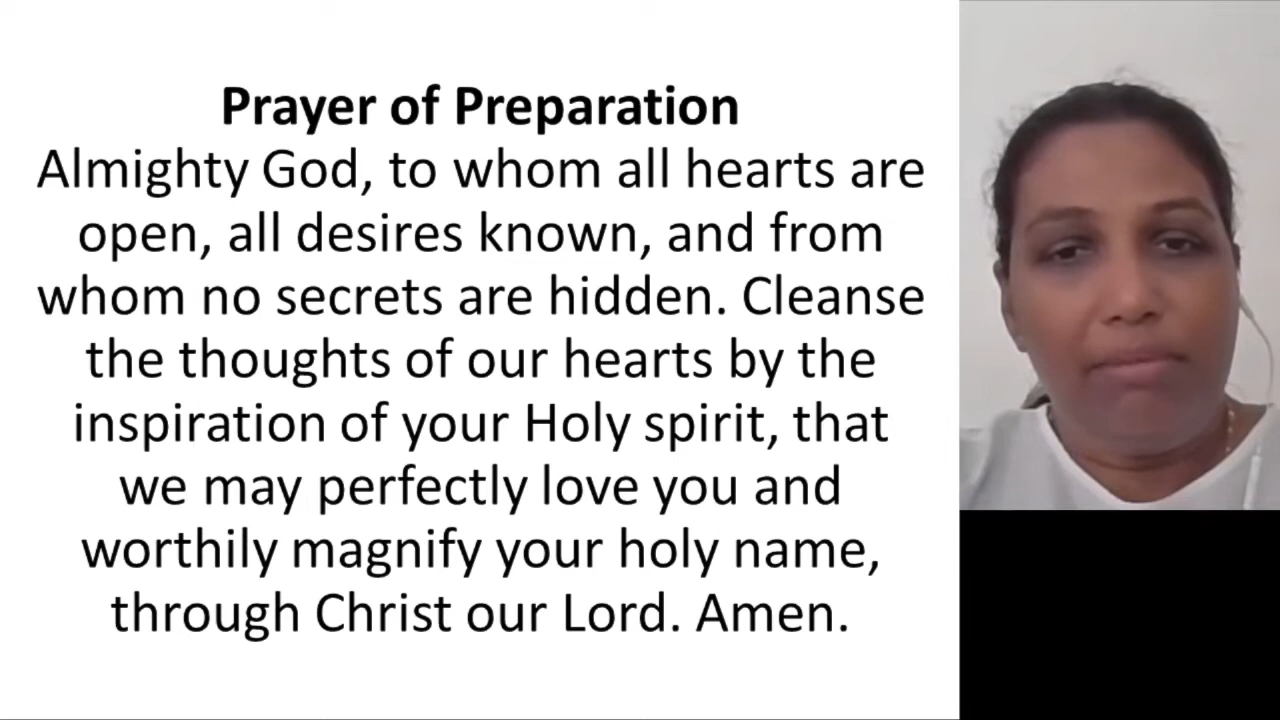 Prayer of Preparation
Almighty God, to whom all hearts are
open, all desires known, and from
whom no secrets are hidden. Cleanse
the thoughts of our hearts by the
inspiration of your Holy spirit, that
we may perfectly love you and
worthily magnify your holy name,
through Christ our Lord. Amen.